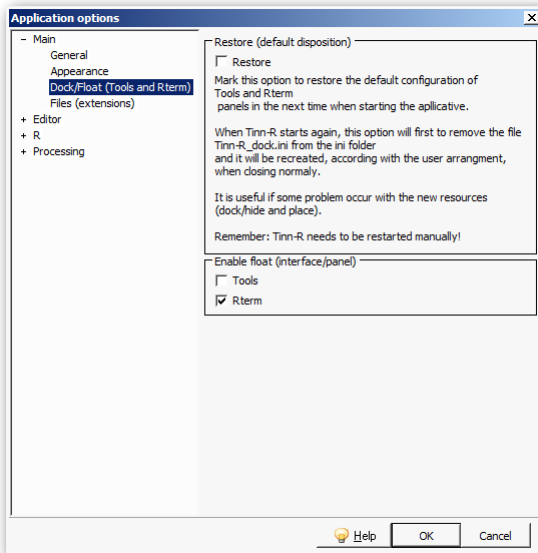 Application options
Main
General
Appearance
Dock/Float (Tools and Rterm)
Files (extensions)
Editor
R
Processing
Restore (default disposition)
Restore
Mark this option to restore the default configuration of
Tools and Rterm
panels in the next time when starting the apllicative.
When Tinn-R starts again, this option will first to remove the file
Tinn-R_dock.ini from the ini folder
and it will be recreated, according with the user arrangment,
when closing normaly.
It is useful if some problem occur with the new resources
(dock/hide and place).
Remember: Tinn-R needs to be restarted manually!
Enable float (interface/panel)
Tools
Rterm
Help
OK
Cancel